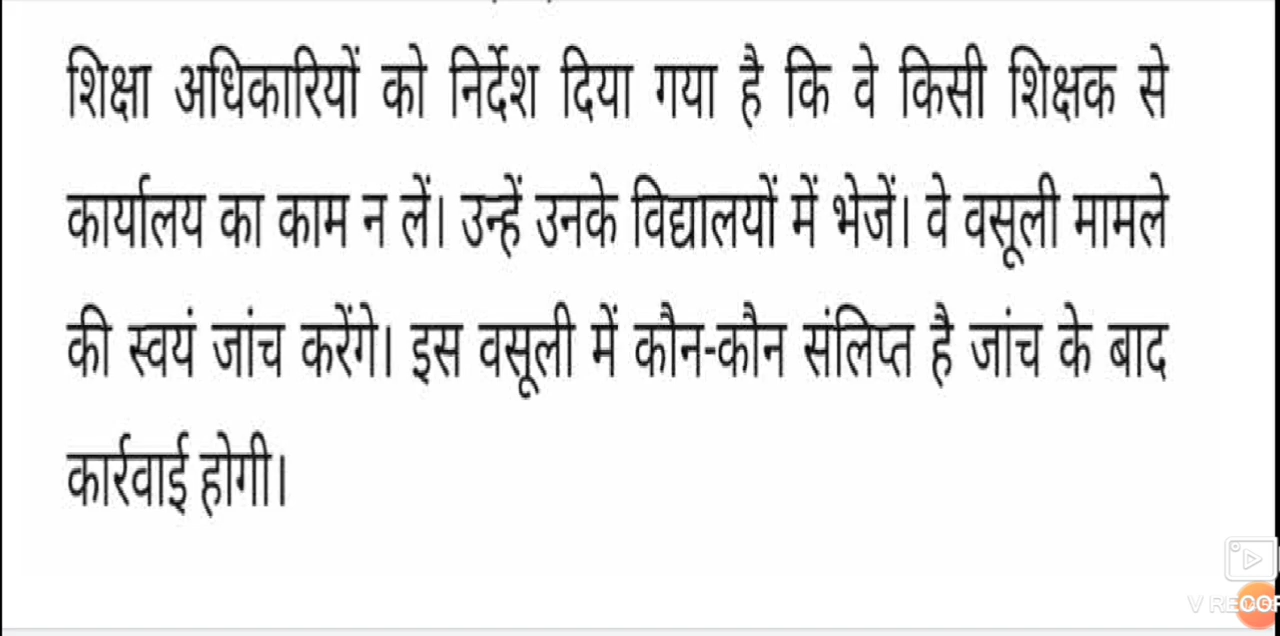 शिक्षा अधिकारियों को निर्देश दिया गया है कि वे किसी शिक्षक से
कार्यालय का काम न लें। उन्हें उनके विद्यालयों में भेजें। वे वसूली मामले
की स्वयं जांच करेंगे। इस वसूली में कौन-कौन संलिप्त है जांच के बाद
कार्रवाई होगी।